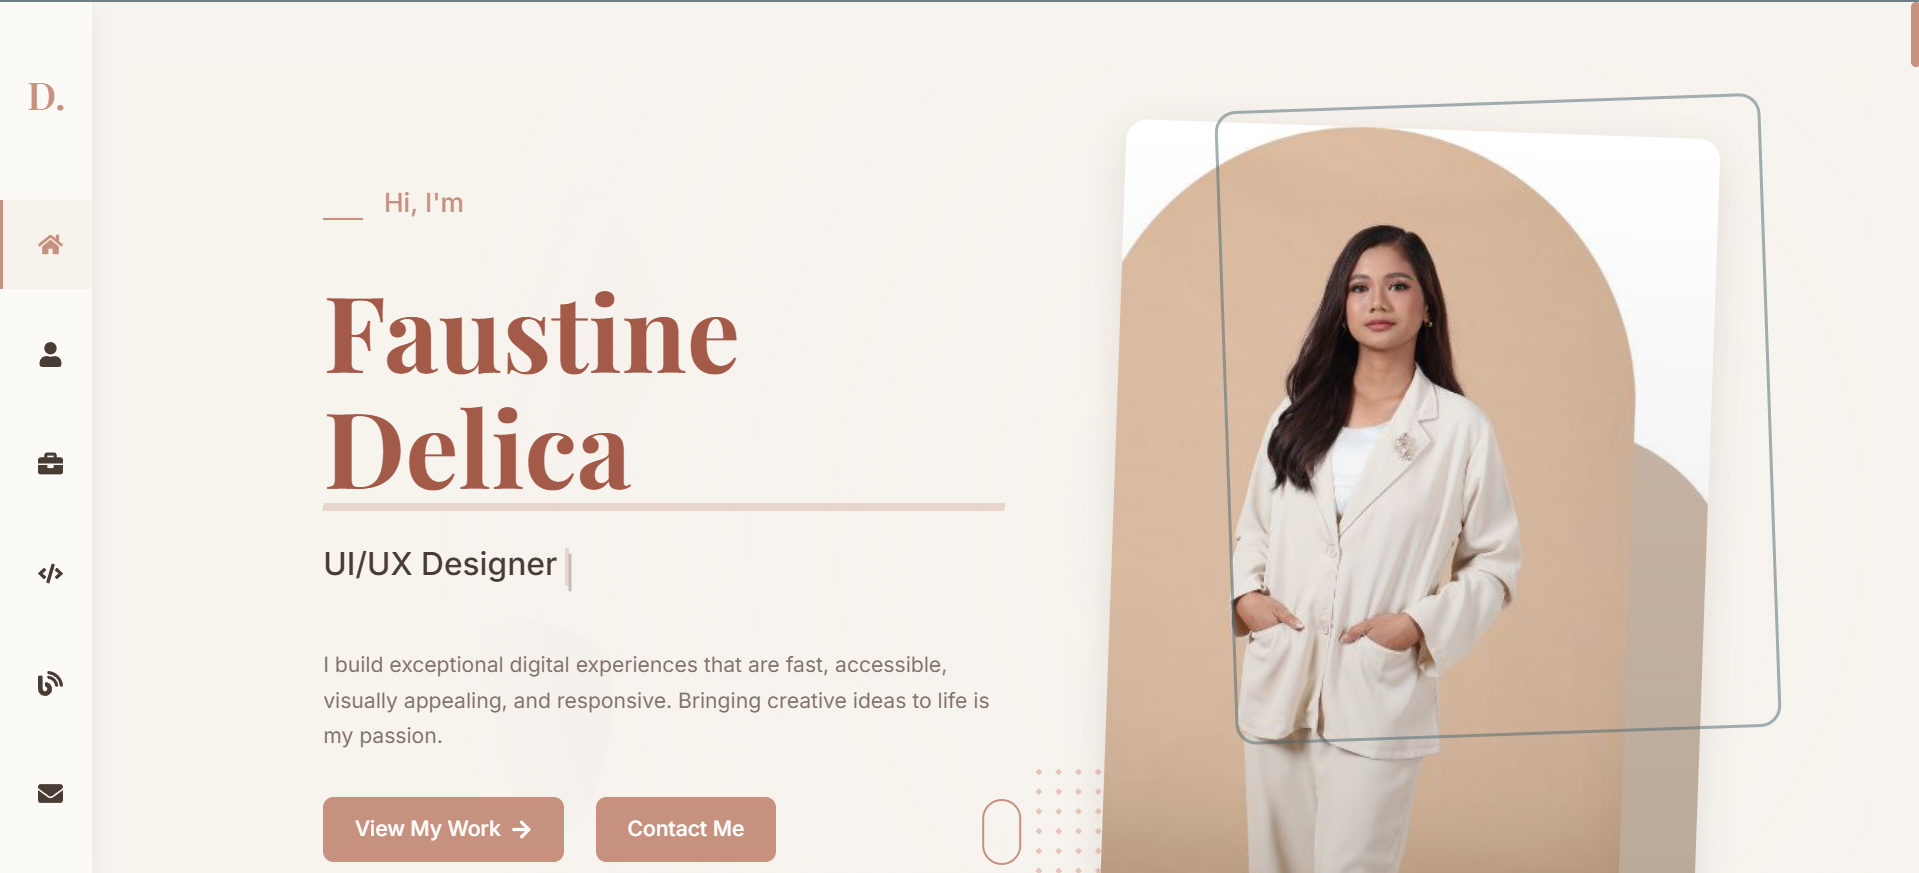 D.
Hi, I'm
Faustine
Delica
UI/UX Designer
I build exceptional digital experiences that are fast, accessible,
visually appealing, and responsive. Bringing creative ideas to life is
my passion.
View My Work
Contact Me